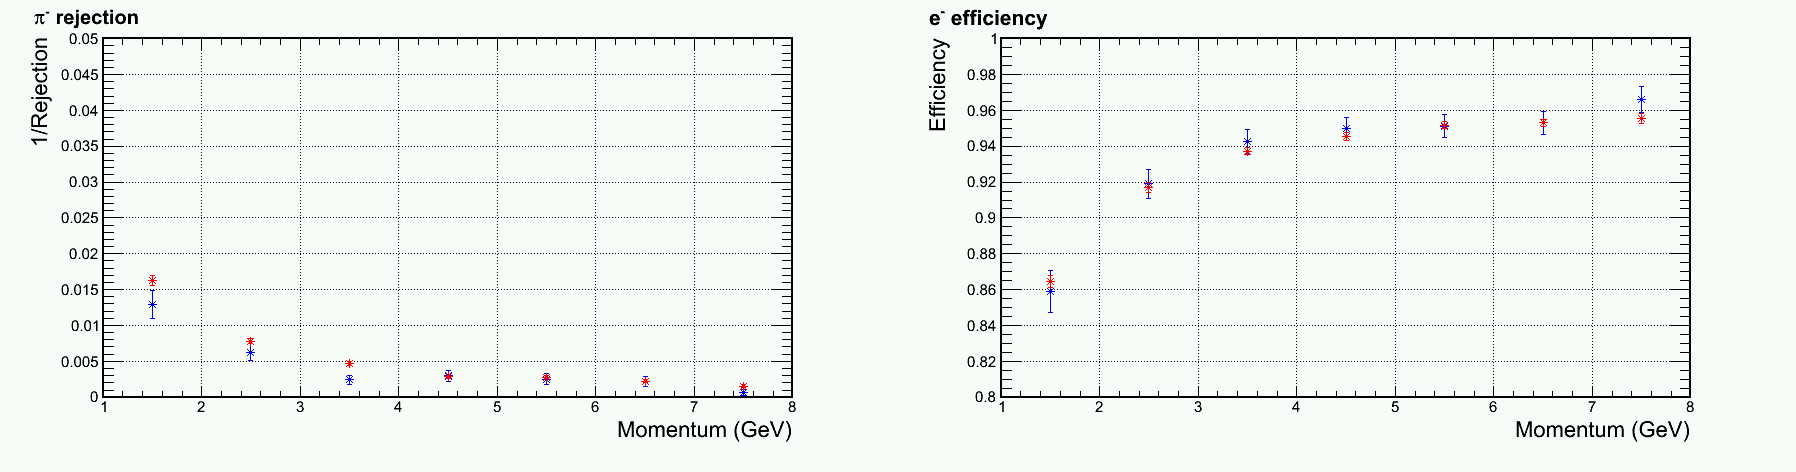 π- rejection
1/Rejection
0.05
0.045
0.04
0.035
0.03
0.025
0.02
0.015
0.01
0.005
0
1 2 3 4 5 6 7 8
Momentum (GeV)
e- efficiency
Efficiency
1
0.98
0.96
0.94
0.92
0.9
0.88
0.86
0.84
0.82
0.8
1 2 3 4 5 6 7 8
Momentum (GeV)